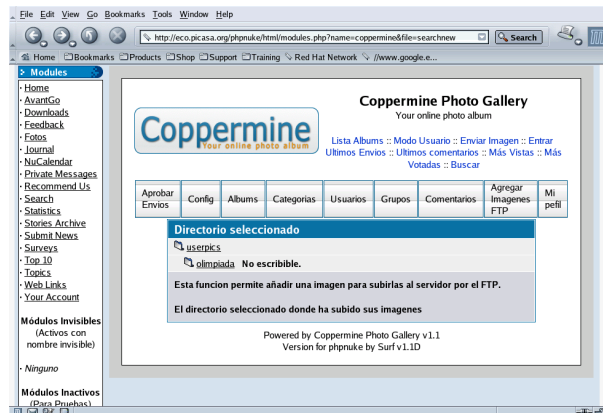 File Edit View Go Bookmarks Tools Window Help
http://eco.picasa.org/phpnuke/html/modules.php?name=coppermine&file=searchnew
Search
Home Bookmarks Products Shop Support Training Red Hat Network //www.google.e...
Modules
· Home
· AvantGo
· Downloads
· Feedback
· Fotos
· Journal
· NuCalendar
· Private Messages
· Recommend Us
· Search
· Statistics
· Stories Archive
· Submit News
· Surveys
· Top 10
· Topics
· Web Links
· Your Account
Módulos Invisibles
(Activos con
nombre invisible)
· Ninguno
Módulos Inactivos
(Para Pruebas)
Coppermine
Your online photo album
Coppermine Photo Gallery
Your online photo album
Lista Albums :: Modo Usuario :: Enviar Imagen :: Entrar
Ultimos Envios :: Ultimos comentarios :: Más Vistas :: Más
Votadas :: Buscar
Aprobar Envios Config Albums Categorias Usuarios Grupos Comentarios Agregar Imagenes FTP Mi pefil
Directorio seleccionado
userpics
olimpiada No escribible.
Esta funcion permite añadir una imagen para subirlas al servidor por el FTP.
El directorio seleccionado donde ha subido sus imagenes
Powered by Coppermine Photo Gallery v1.1
Version for phpnuke by Surf v1.1D